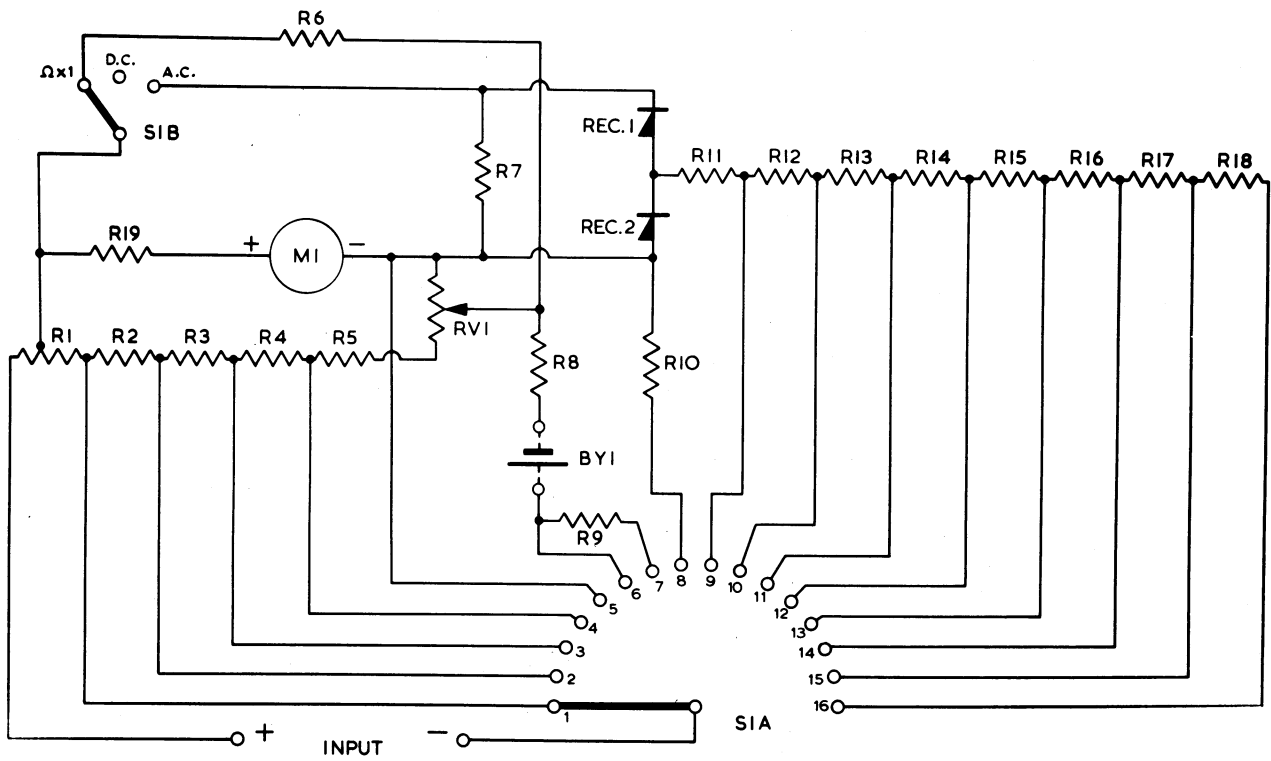 R6
D.C.
Ωx1
A.C.
S1B
REC.1
R11 R12 R13 R14 R15 R16 R17 R18
R7
REC.2
R19
+ M1 −
RV1
R1 R2 R3 R4 R5
R8
R10
BY1
R9
1 2 3 4 5 6 7 8 9 10 11 12 13 14 15 16
S1A
+ INPUT −